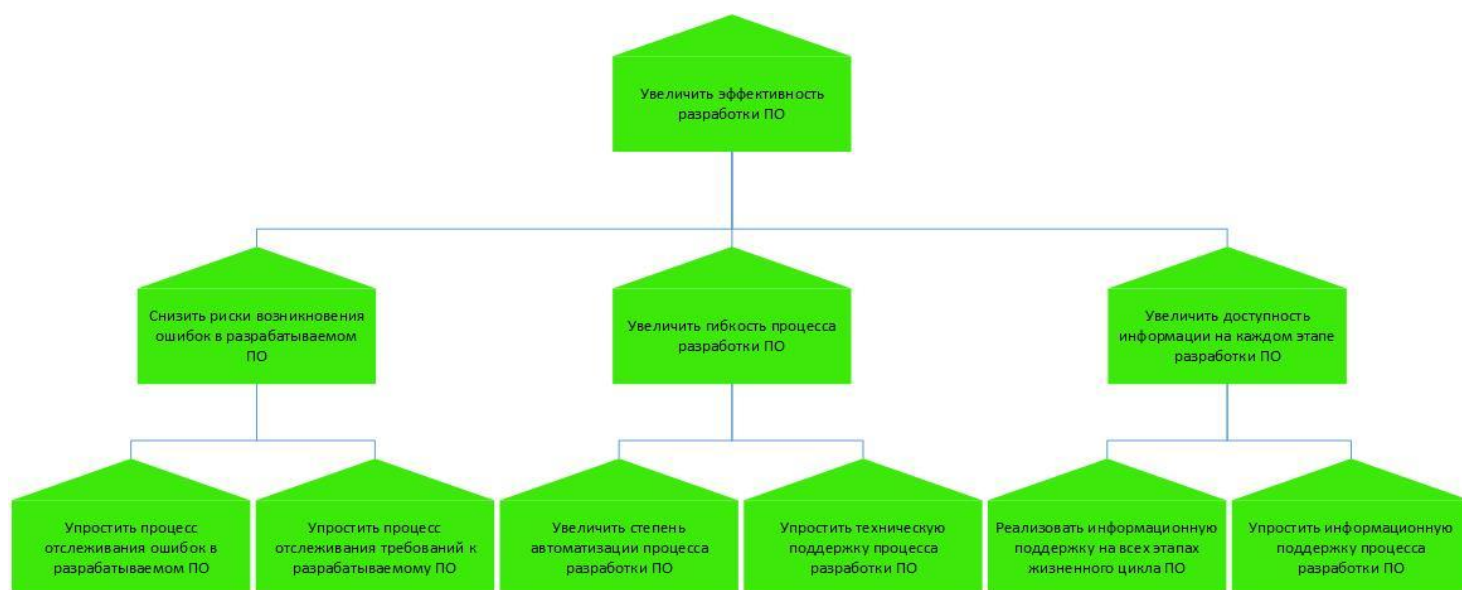 Увеличить эффективность
разработки ПО
Снизить риски возникновения
ошибок в разрабатываемом
ПО
Увеличить гибкость процесса
разработки ПО
Увеличить доступность
информации на каждом этапе
разработки ПО
Упростить процесс
отслеживания ошибок в
разрабатываемом ПО
Упростить процесс
отслеживания требований к
разрабатываемому ПО
Увеличить степень
автоматизации процесса
разработки ПО
Упростить техническую
поддержку процесса
разработки ПО
Реализовать информационную
поддержку на всех этапах
жизненного цикла ПО
Упростить информационную
поддержку процесса
разработки ПО